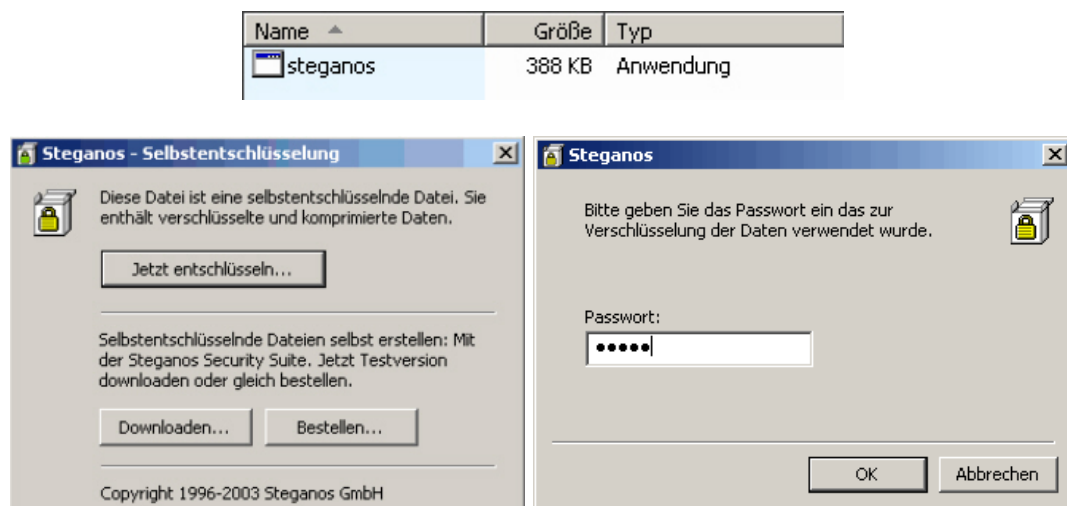 Name Größe Typ
steganos 388 KB Anwendung
Steganos - Selbstentschlüsselung
Diese Datei ist eine selbstentschlüsselnde Datei. Sie
enthält verschlüsselte und komprimierte Daten.
Jetzt entschlüsseln...
Selbstentschlüsselnde Dateien selbst erstellen: Mit
der Steganos Security Suite. Jetzt Testversion
downloaden oder gleich bestellen.
Downloaden... Bestellen...
Copyright 1996-2003 Steganos GmbH
Steganos
Bitte geben Sie das Passwort ein das zur
Verschlüsselung der Daten verwendet wurde.
Passwort:
●●●●●
OK Abbrechen